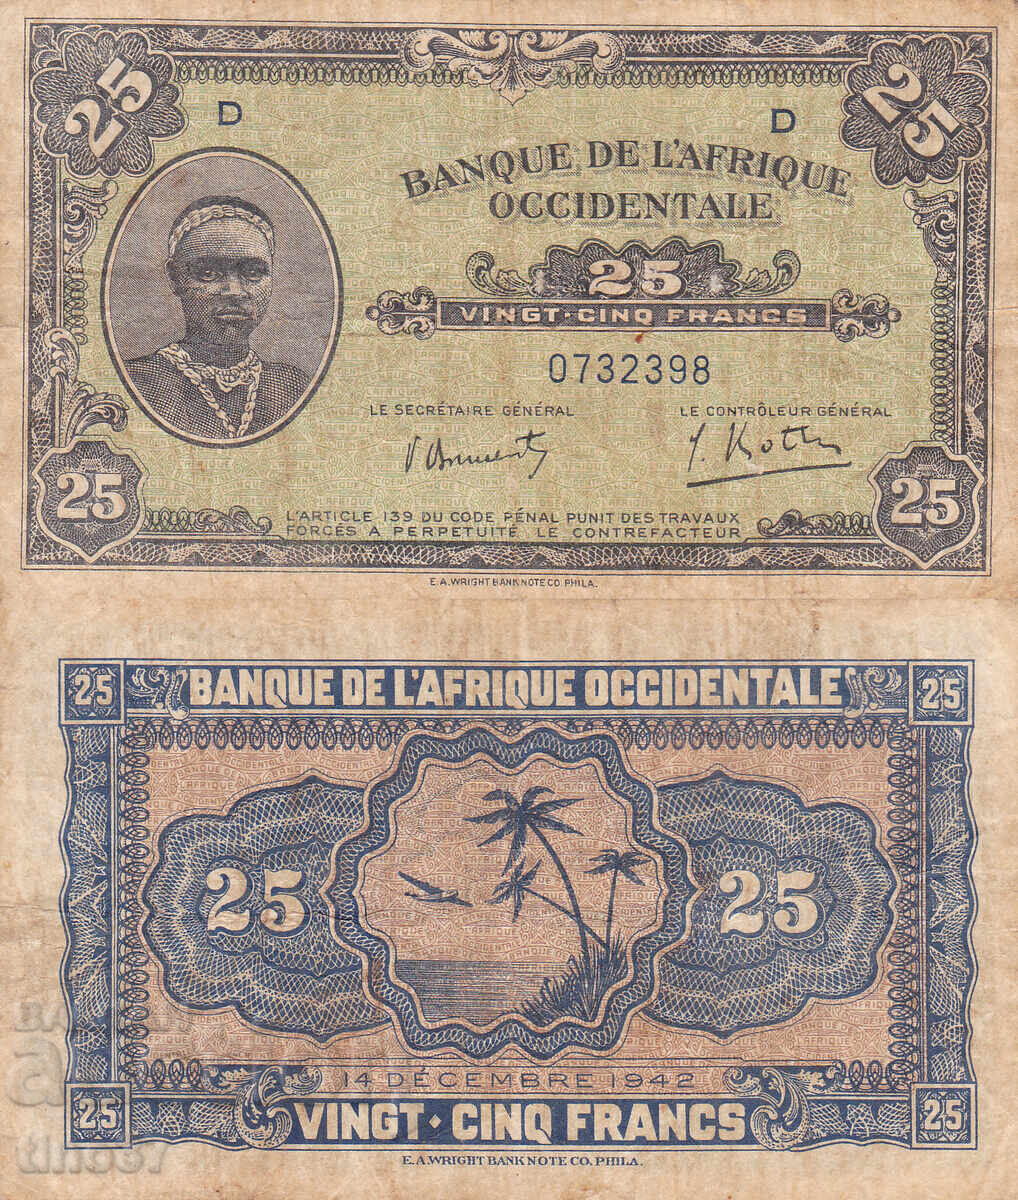 25
25
D
D
BANQUE DE L'AFRIQUE
OCCIDENTALE
25
VINGT·CINQ FRANCS
0732398
LE SECRÉTAIRE GÉNÉRAL
LE CONTRÔLEUR GÉNÉRAL
25
25
L'ARTICLE 139 DU CODE PÉNAL PUNIT DES TRAVAUX
FORCÉS À PERPÉTUITÉ LE CONTREFACTEUR
E.A.WRIGHT BANK NOTE CO PHILA.
25
BANQUE DE L'AFRIQUE OCCIDENTALE
25
25
25
14 DÉCEMBRE 1942
25
VINGT·CINQ FRANCS
25
E.A.WRIGHT BANK NOTE CO. PHILA.